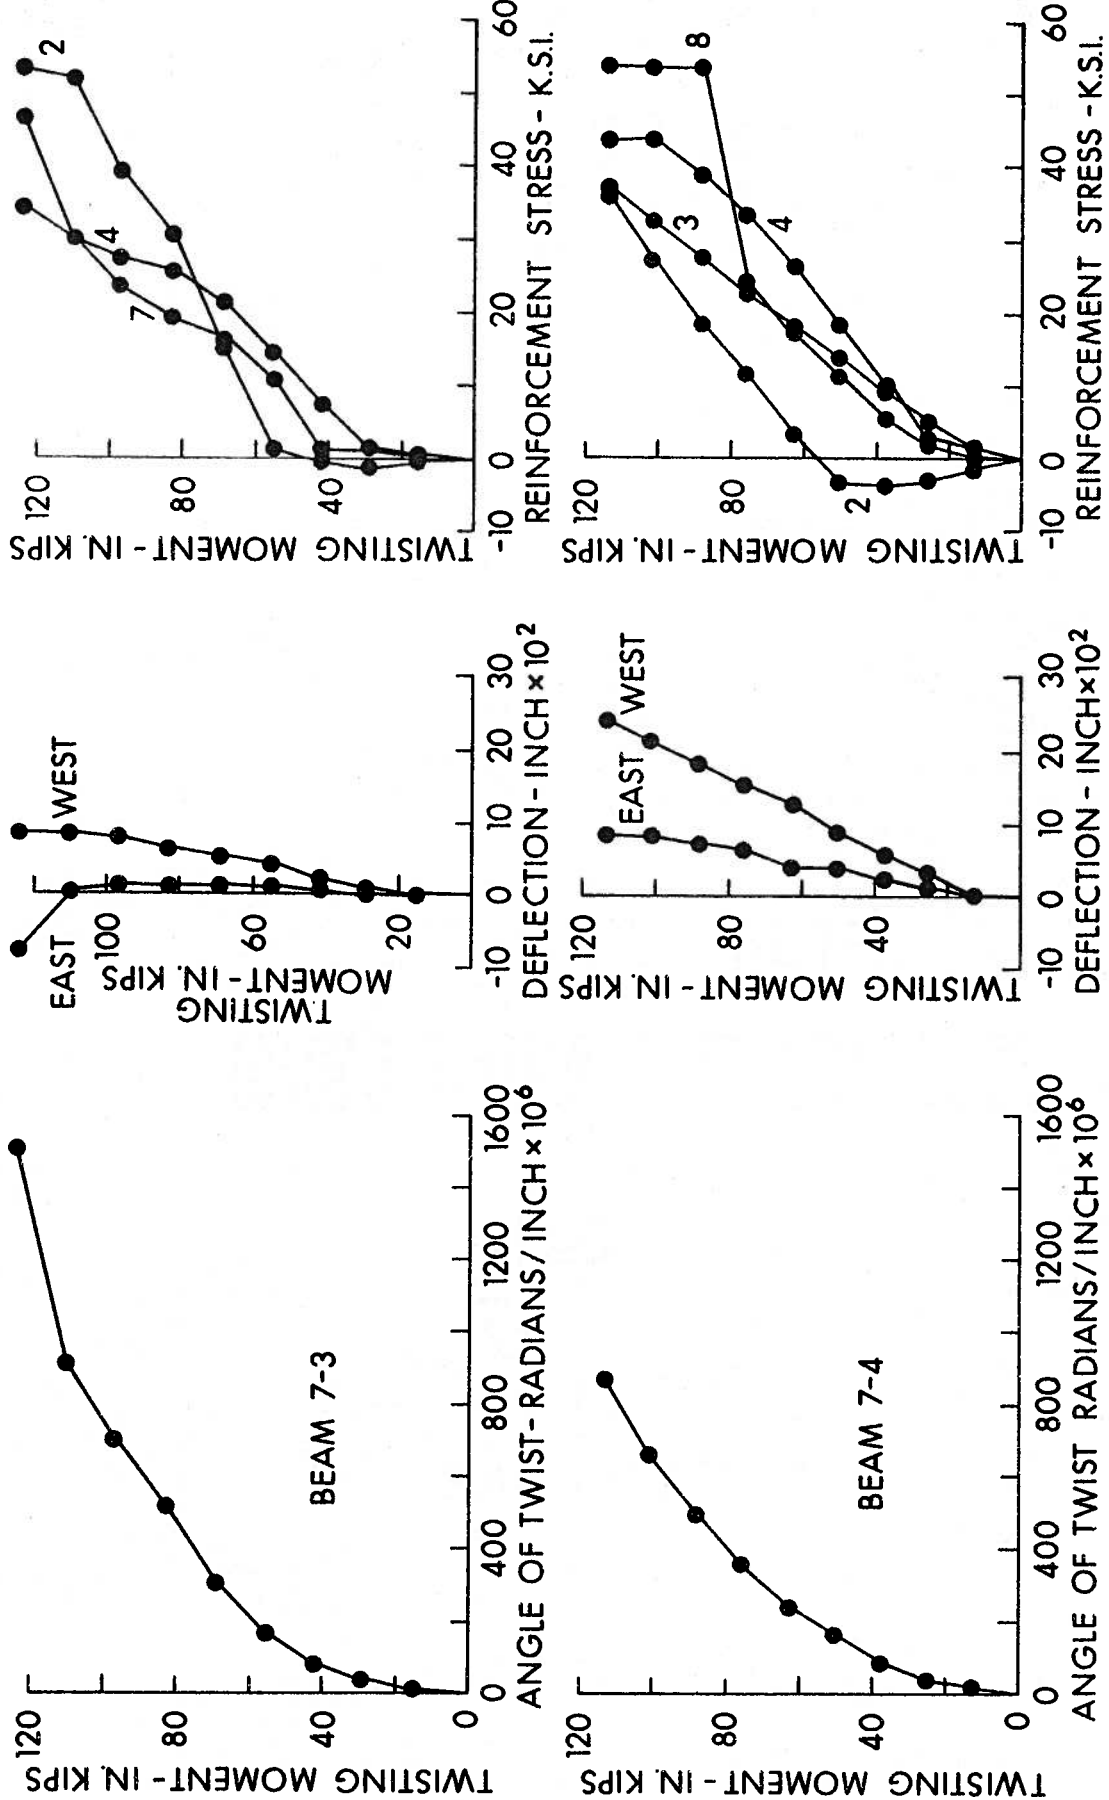 120
80
40
0
TWISTING MOMENT - IN. KIPS
0 400 800 1200 1600
ANGLE OF TWIST - RADIANS/INCH × 10⁶
BEAM 7-3
EAST
WEST
100
60
20
TWISTING
MOMENT - IN. KIPS
-10 0 10 20 30
DEFLECTION - INCH × 10²
2
4
7
120
80
40
TWISTING MOMENT - IN. KIPS
-10 0 20 40 60
REINFORCEMENT STRESS - K.S.I.
120
80
40
0
TWISTING MOMENT - IN. KIPS
0 400 800 1200 1600
ANGLE OF TWIST RADIANS/INCH × 10⁶
BEAM 7-4
EAST
WEST
120
80
40
TWISTING MOMENT - IN. KIPS
-10 0 10 20 30
DEFLECTION - INCH × 10²
8
3
4
2
120
80
TWISTING MOMENT - IN. KIPS
-10 0 20 40 60
REINFORCEMENT STRESS - K.S.I.